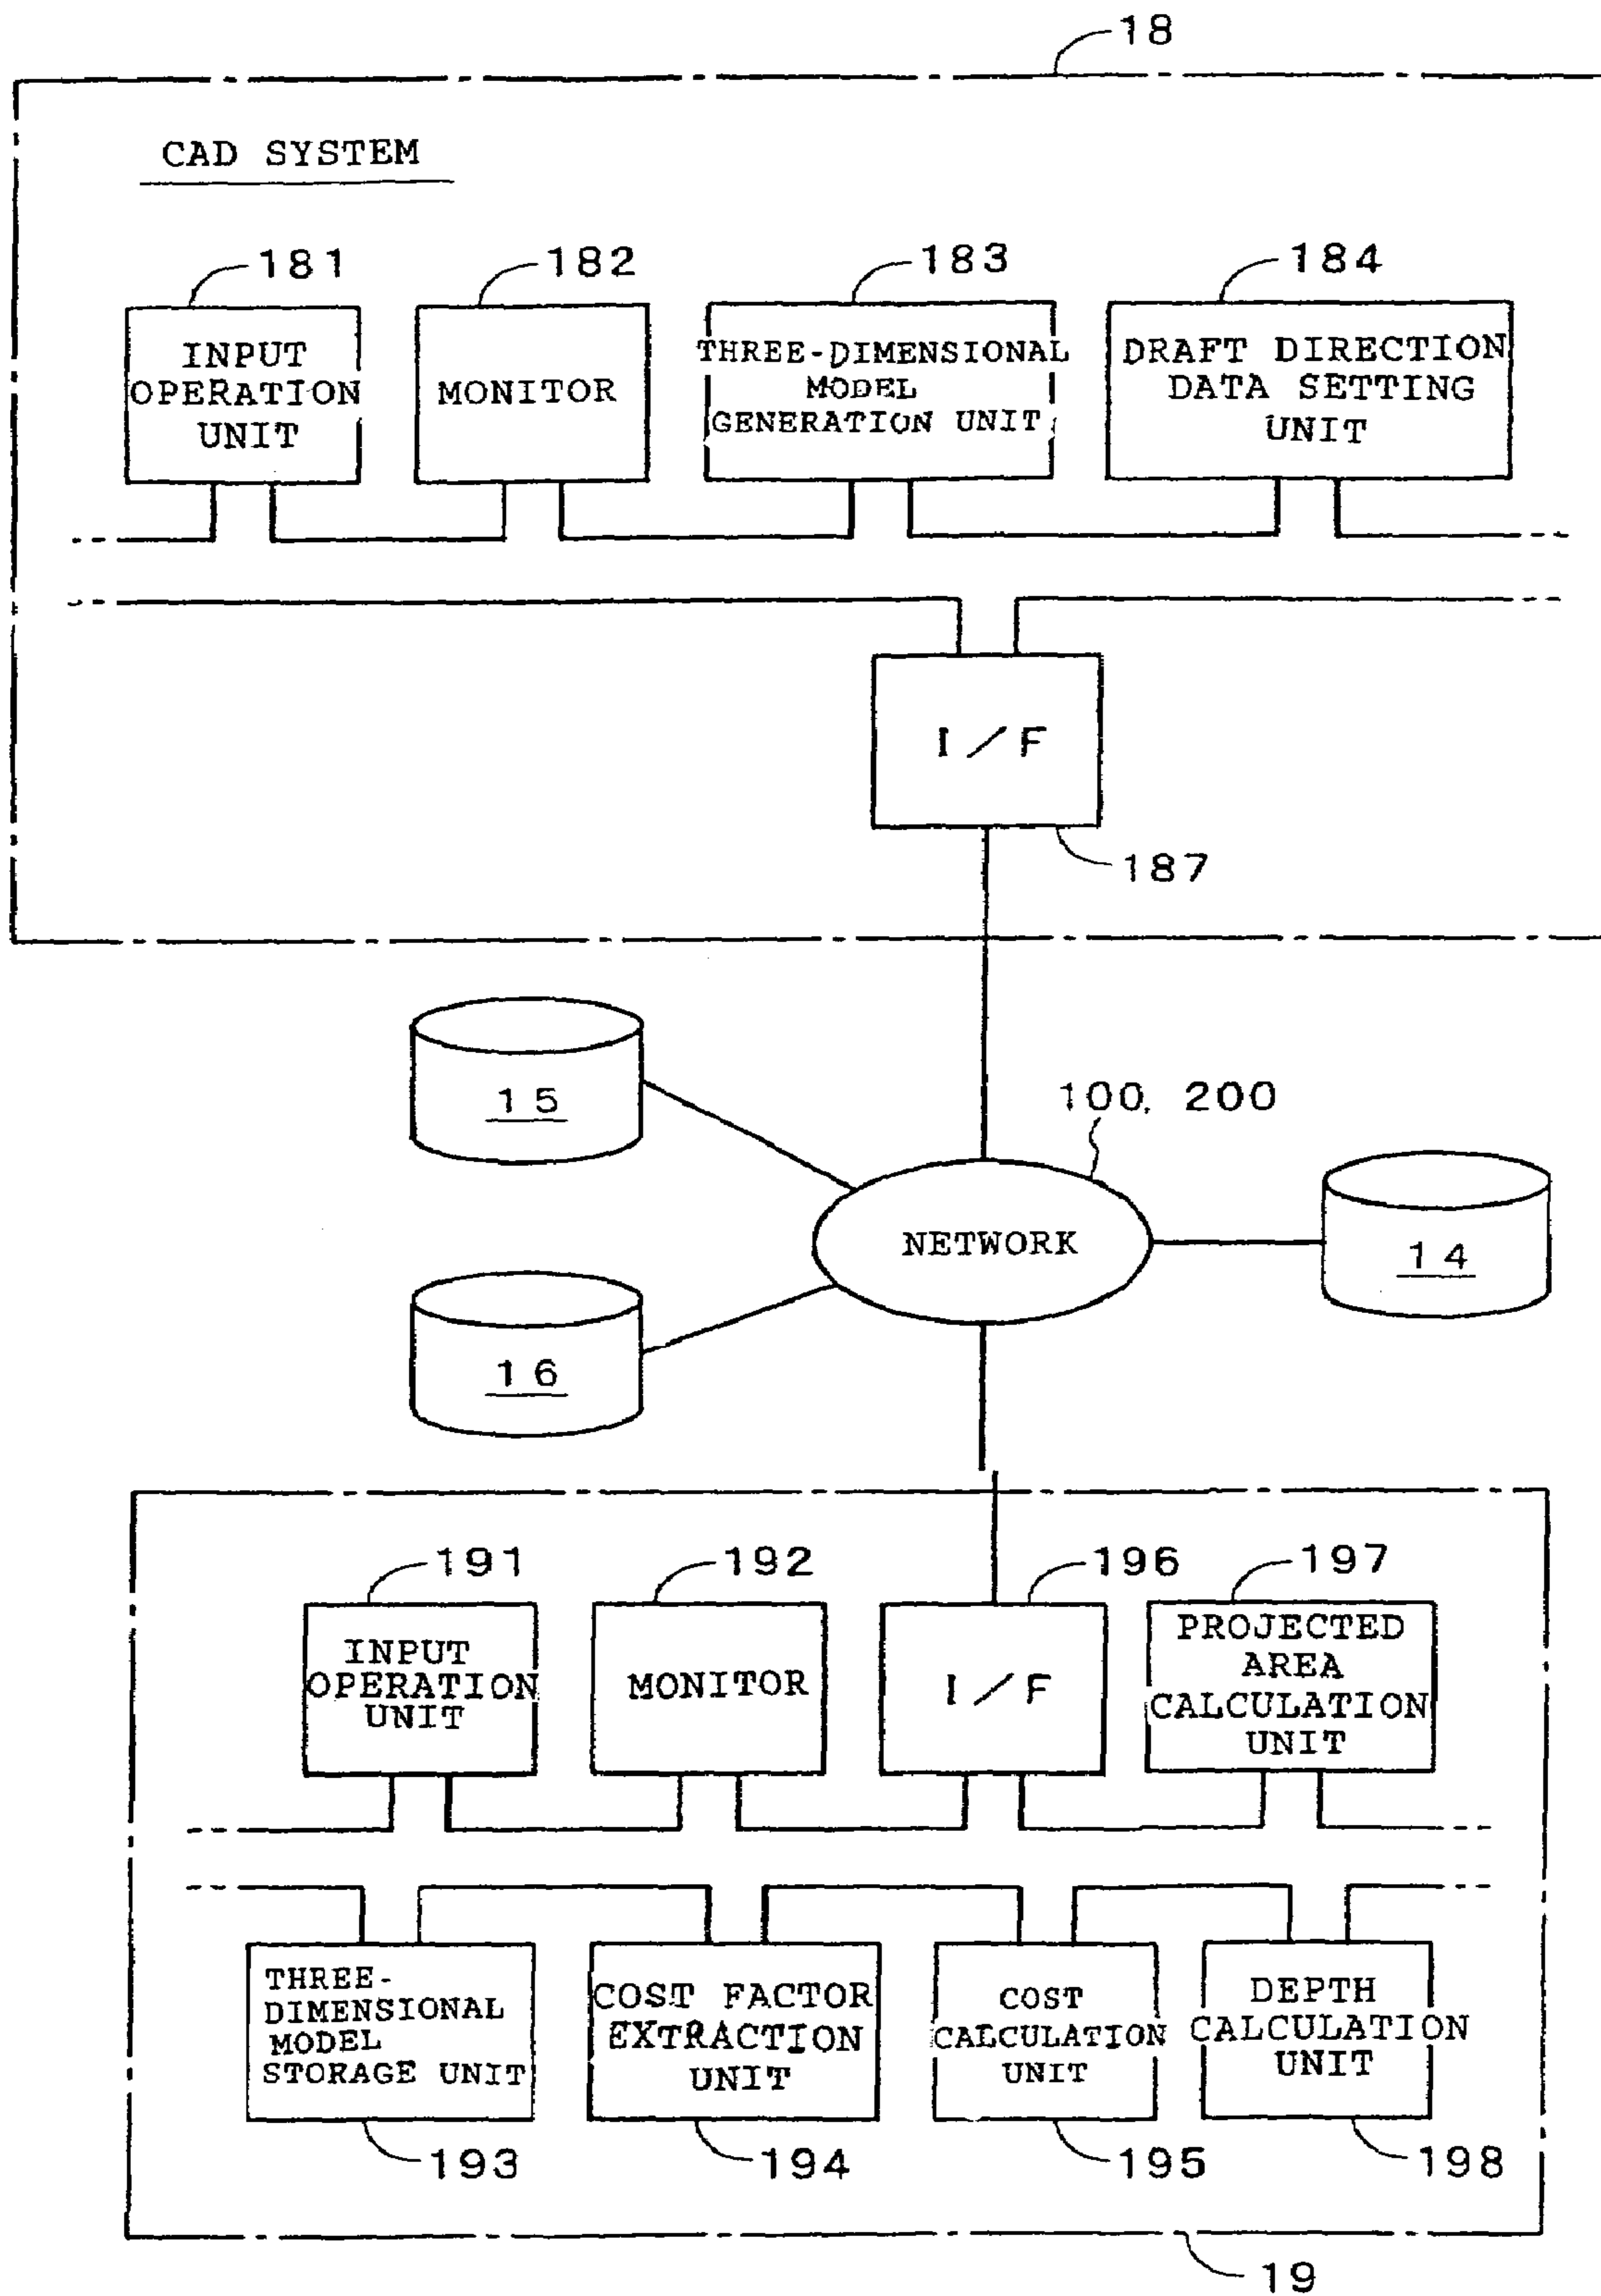 18
CAD SYSTEM
181
182
183
184
INPUT
OPERATION
UNIT
MONITOR
THREE-DIMENSIONAL
MODEL
GENERATION UNIT
DRAFT DIRECTION
DATA SETTING
UNIT
I/F
187
15
100, 200
NETWORK
14
16
191
192
196
197
INPUT
OPERATION
UNIT
MONITOR
I/F
PROJECTED
AREA
CALCULATION
UNIT
THREE-
DIMENSIONAL
MODEL
STORAGE UNIT
COST FACTOR
EXTRACTION
UNIT
COST
CALCULATION
UNIT
DEPTH
CALCULATION
UNIT
193
194
195
198
19